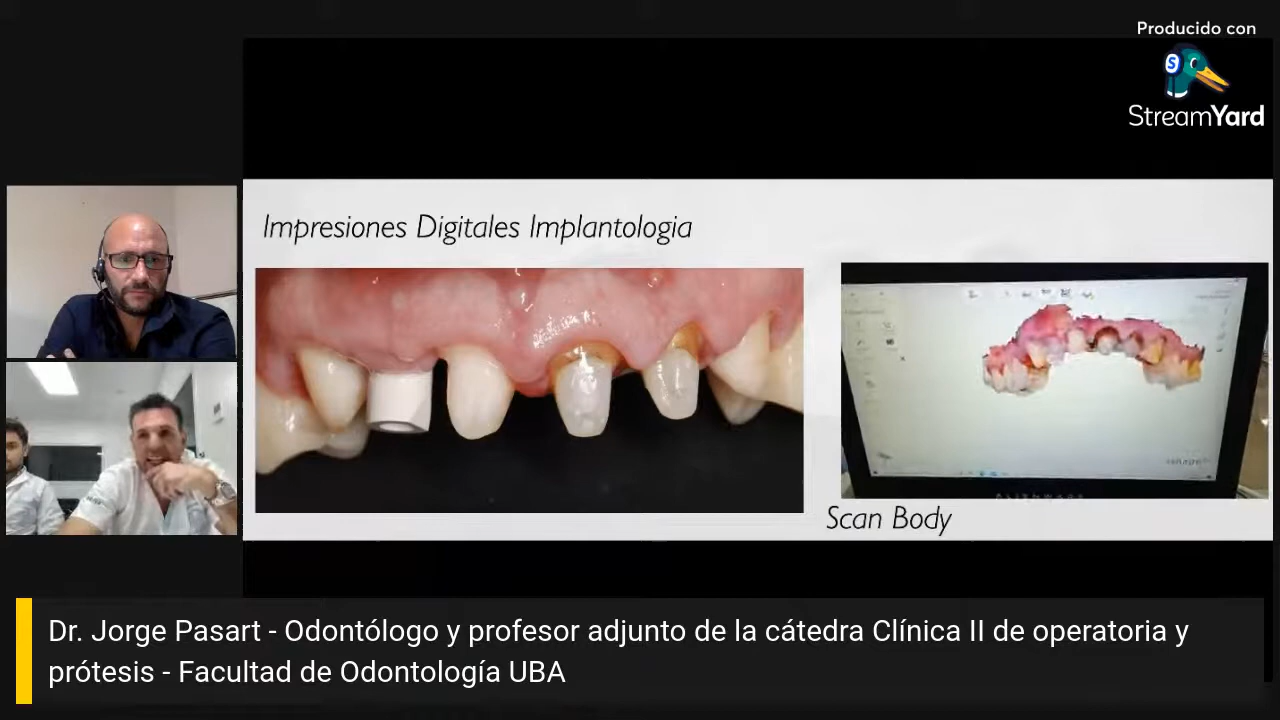 Producido con
StreamYard
Impresiones Digitales Implantologia
ALIENWARE
Scan Body
Dr. Jorge Pasart - Odontólogo y profesor adjunto de la cátedra Clínica II de operatoria y
prótesis - Facultad de Odontología UBA